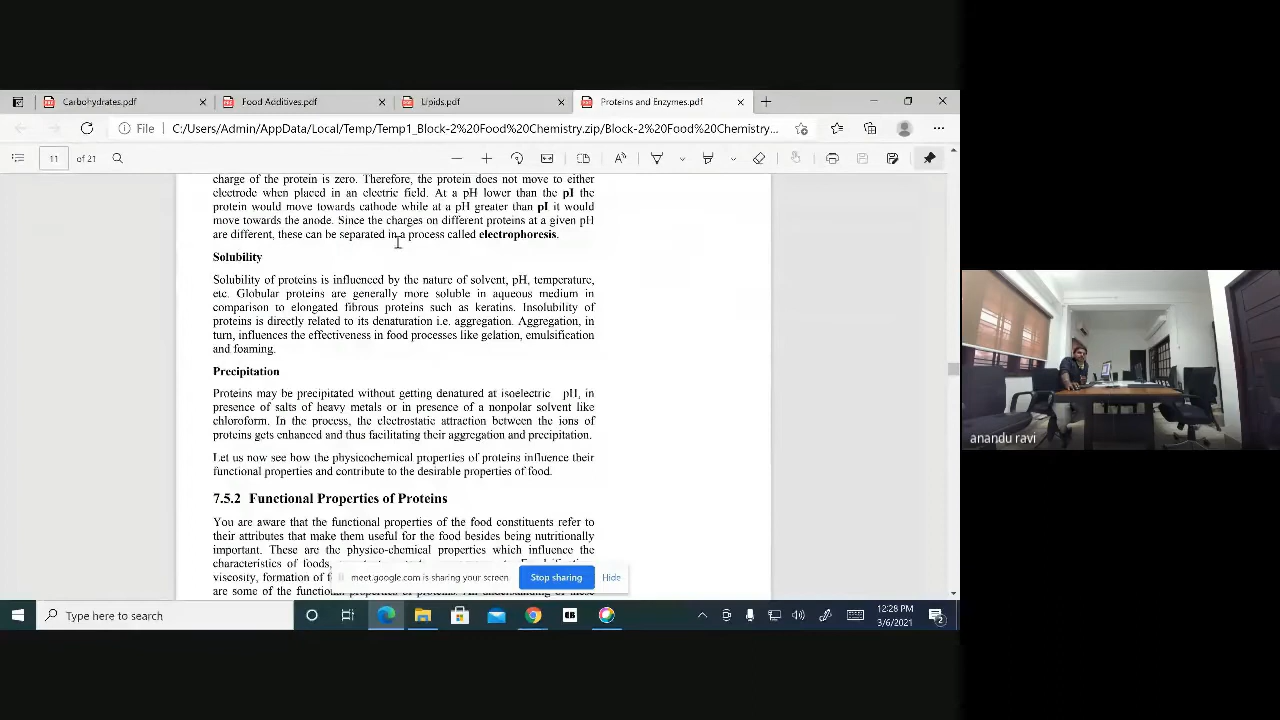 Carbohydrates.pdf
Food Additives.pdf
Lipids.pdf
Proteins and Enzymes.pdf
File
C:/Users/Admin/AppData/Local/Temp/Temp1_Block-2%20Food%20Chemistry.zip/Block-2%20Food%20Chemistry...
11 of 21
charge of the protein is zero. Therefore, the protein does not move to either
electrode when placed in an electric field. At a pH lower than the pI the
protein would move towards cathode while at a pH greater than pI it would
move towards the anode. Since the charges on different proteins at a given pH
are different, these can be separated in a process called electrophoresis.
Solubility
Solubility of proteins is influenced by the nature of solvent, pH, temperature,
etc. Globular proteins are generally more soluble in aqueous medium in
comparison to elongated fibrous proteins such as keratins. Insolubility of
proteins is directly related to its denaturation i.e. aggregation. Aggregation, in
turn, influences the effectiveness in food processes like gelation, emulsification
and foaming.
Precipitation
Proteins may be precipitated without getting denatured at isoelectric pH, in
presence of salts of heavy metals or in presence of a nonpolar solvent like
chloroform. In the process, the electrostatic attraction between the ions of
proteins gets enhanced and thus facilitating their aggregation and precipitation.
Let us now see how the physicochemical properties of proteins influence their
functional properties and contribute to the desirable properties of food.
7.5.2 Functional Properties of Proteins
You are aware that the functional properties of the food constituents refer to
their attributes that make them useful for the food besides being nutritionally
important. These are the physico-chemical properties which influence the
characteristics of foods,
viscosity, formation of
are some of the
meet.google.com is sharing your screen
Stop sharing
Hide
anandu ravi
Type here to search
12:28 PM
3/6/2021
2